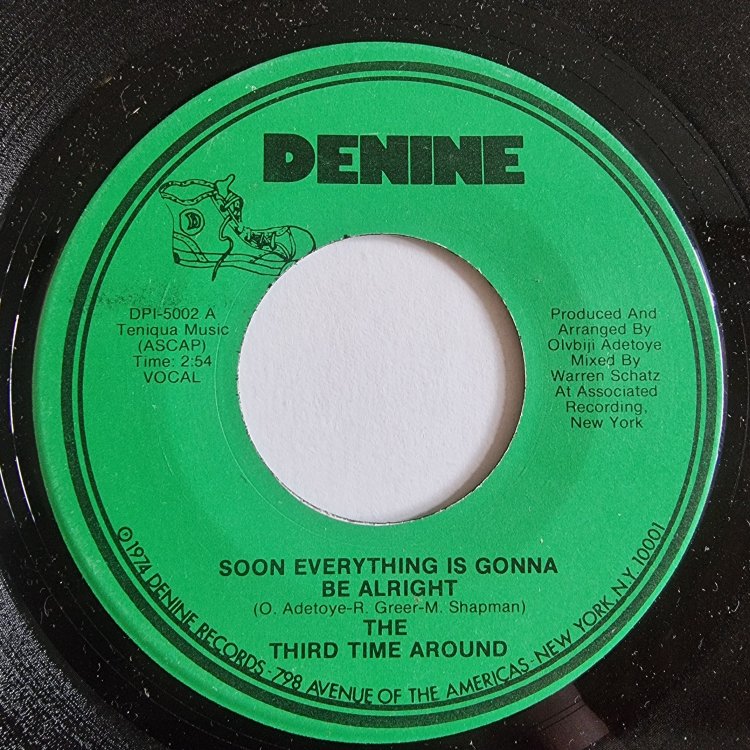 DENINE
DPI-5002 A
Teniqua Music
(ASCAP)
Time: 2:54
VOCAL
Produced And
Arranged By
Olvbiji Adetoye
Mixed By
Warren Schatz
At Associated
Recording,
New York
SOON EVERYTHING IS GONNA
BE ALRIGHT
(O. Adetoye-R. Greer-M. Shapman)
THE
THIRD TIME AROUND
℗1974 DENINE RECORDS - 798 AVENUE OF THE AMERICAS - NEW YORK NY 10001